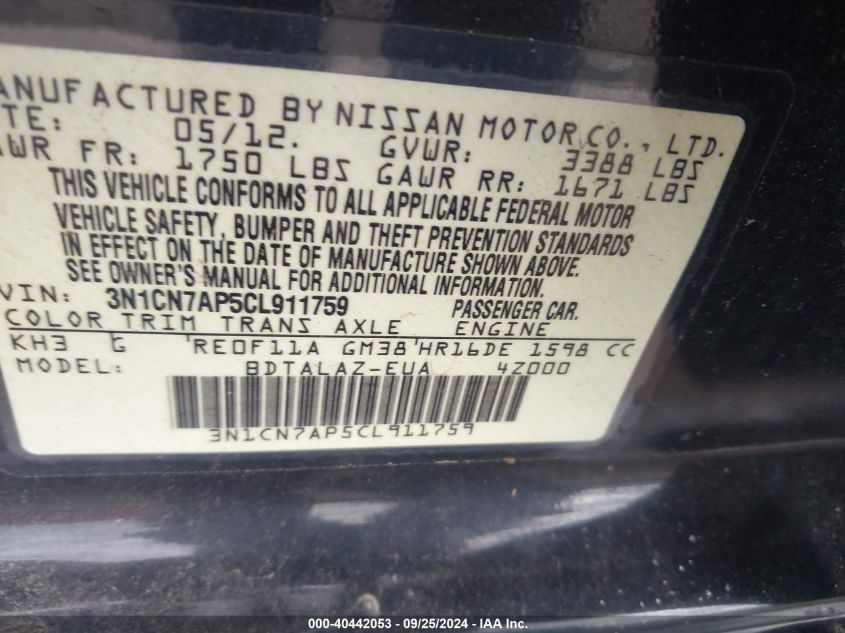 ANUFACTURED BY NISSAN MOTOR CO., LTD.
TE: 05/12. GVWR: 3388 LBS
AWR FR: 1750 LBS GAWR RR: 1671 LBS
THIS VEHICLE CONFORMS TO ALL APPLICABLE FEDERAL MOTOR
VEHICLE SAFETY, BUMPER AND THEFT PREVENTION STANDARDS
IN EFFECT ON THE DATE OF MANUFACTURE SHOWN ABOVE.
SEE OWNER'S MANUAL FOR ADDITIONAL INFORMATION.
VIN: 3N1CN7AP5CL911759 PASSENGER CAR.
COLOR TRIM TRANS AXLE ENGINE
KH3 G RE0F11A GM38 HR16DE 1598 CC
MODEL: BDTALAZ-EUA 4Z000
3N1CN7AP5CL911759
000-40442053 - 09/25/2024 - IAA Inc.